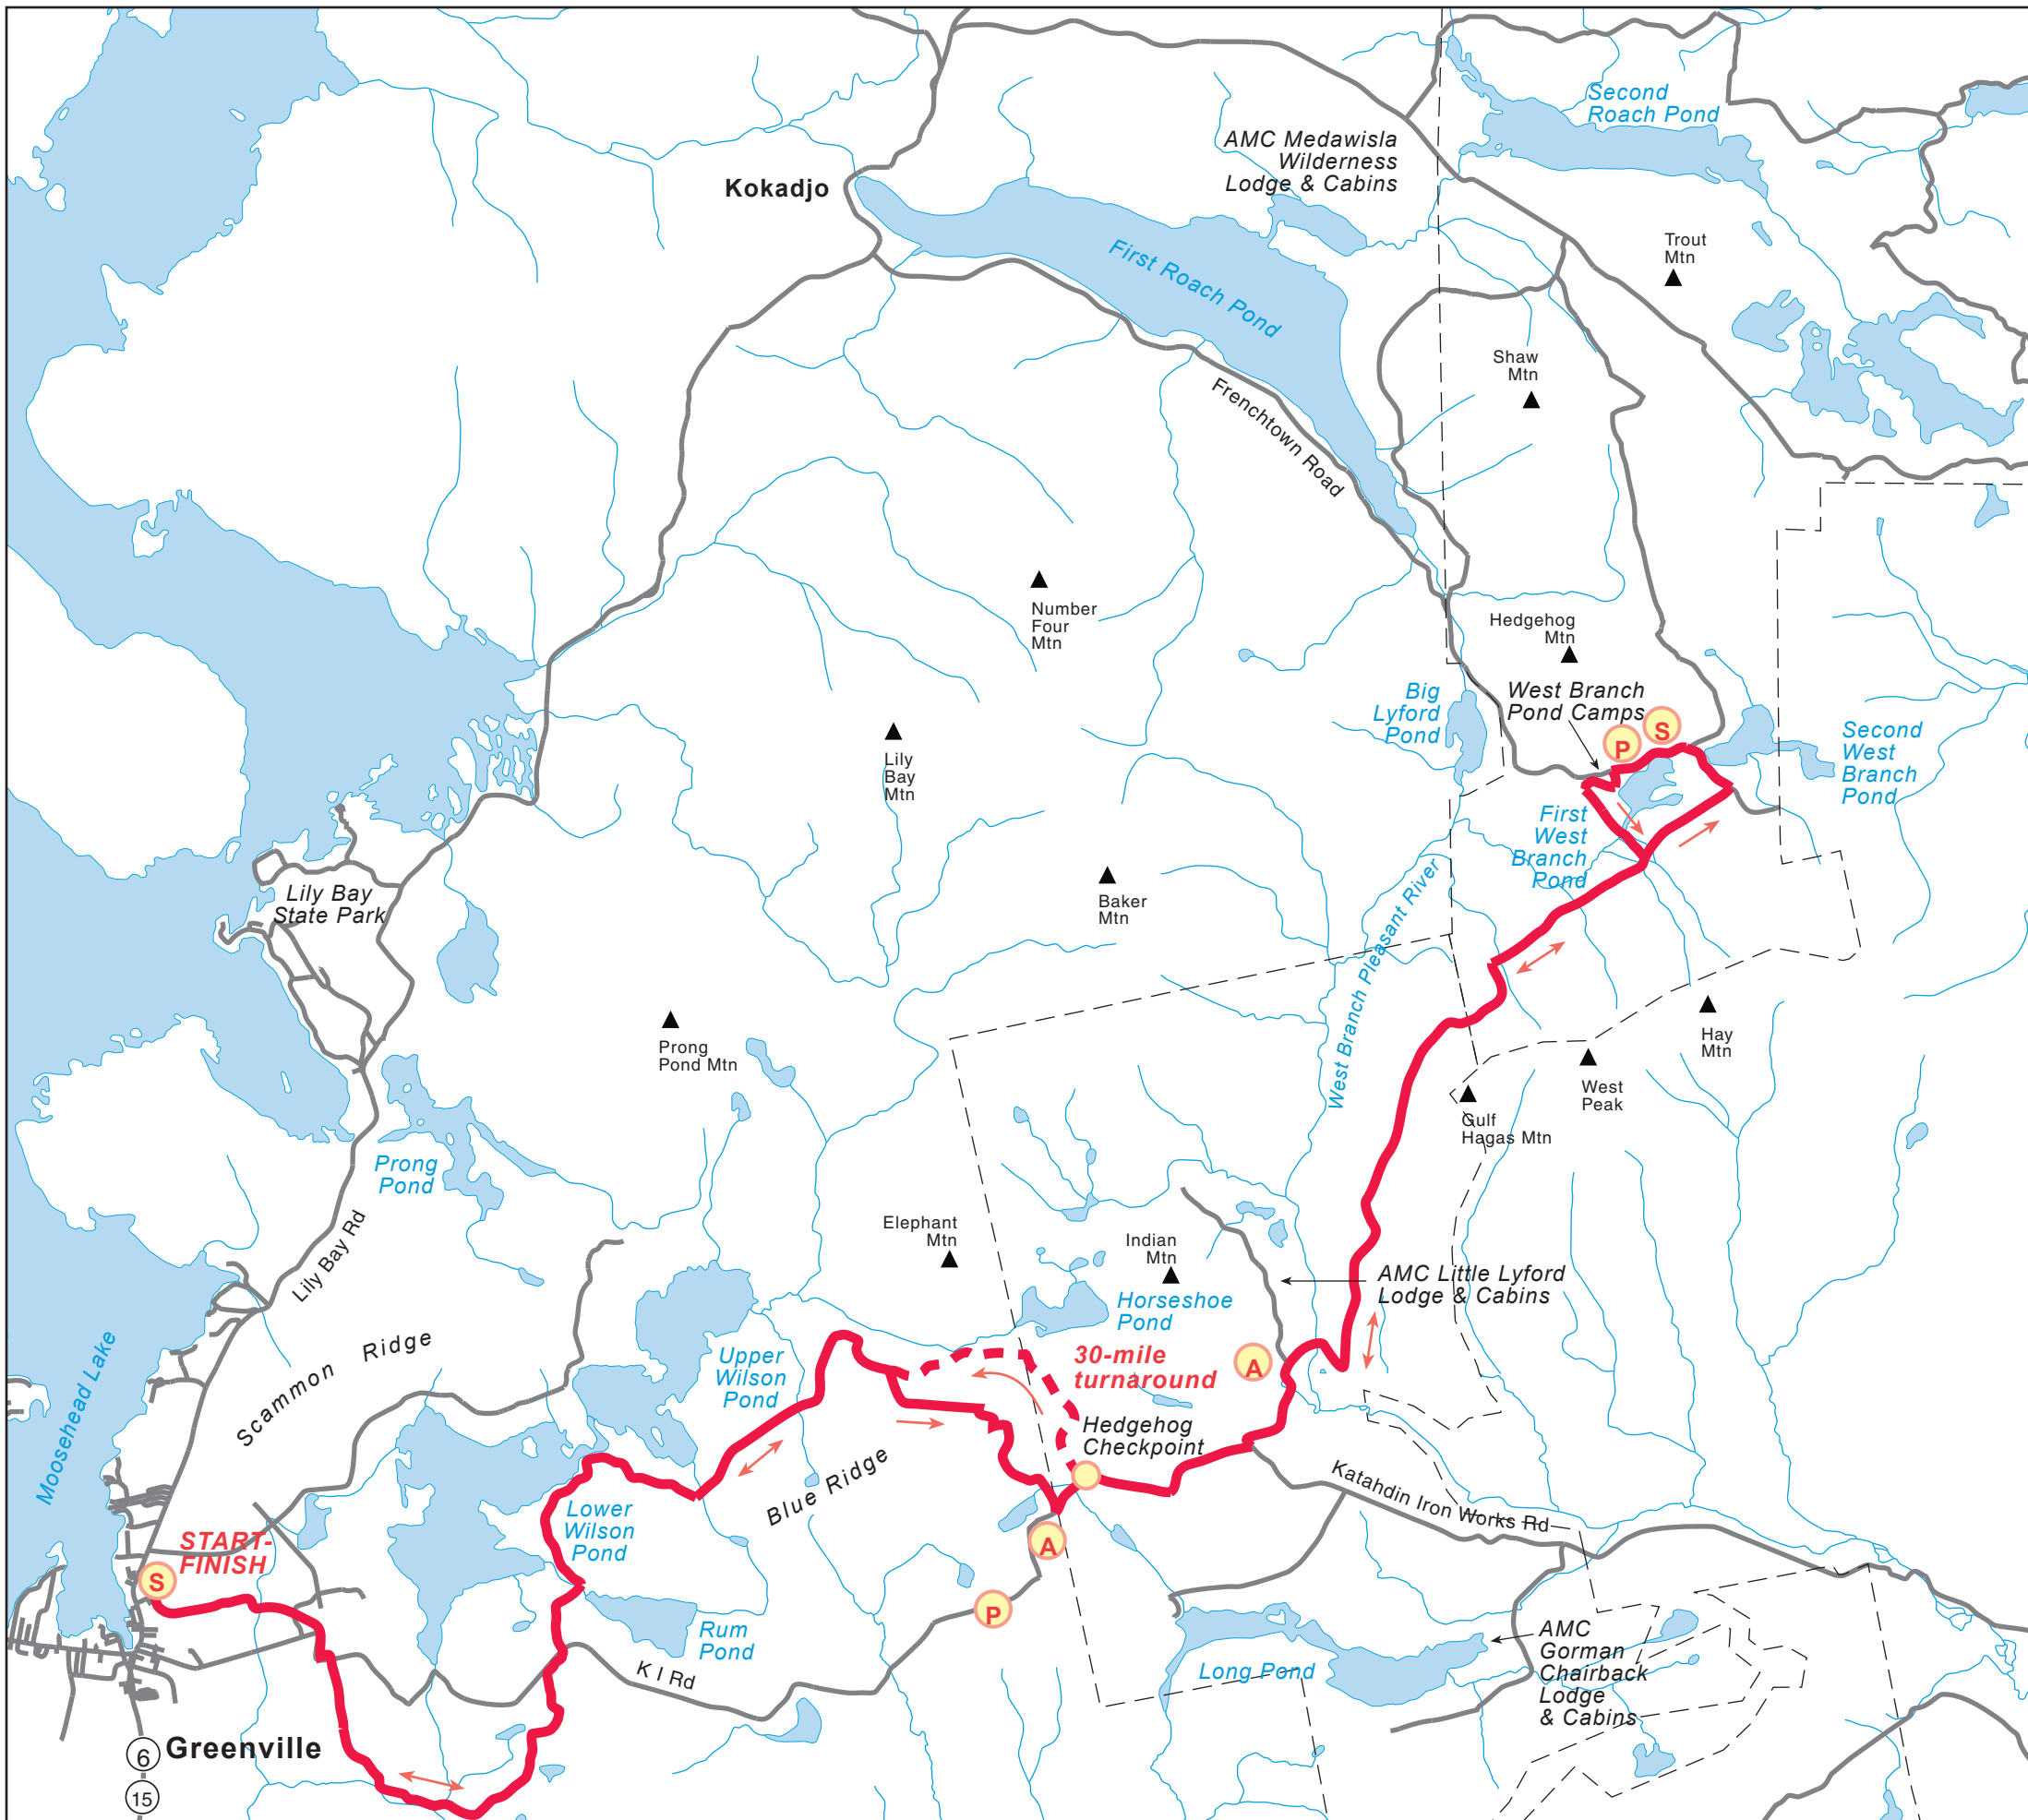 Second
Roach Pond
AMC Medawisla
Wilderness
Lodge & Cabins
Kokadjo
Trout
Mtn
First Roach Pond
Shaw
Mtn
Frenchtown Road
Number
Four
Mtn
Hedgehog
Mtn
West Branch
Pond Camps
Big
Lyford
Pond
P
S
Second
West
Branch
Pond
Lily
Bay
Mtn
First
West
Branch
Pond
Lily Bay
State Park
Baker
Mtn
West Branch Pleasant River
Prong
Pond Mtn
Hay
Mtn
West
Peak
Gulf
Hagas Mtn
Prong
Pond
Lily Bay Rd
Elephant
Mtn
Indian
Mtn
AMC Little Lyford
Lodge & Cabins
Horseshoe
Pond
Scammon Ridge
Moosehead Lake
Upper
Wilson
Pond
30-mile
turnaround
A
Hedgehog
Checkpoint
Blue Ridge
Katahdin Iron Works Rd
Lower
Wilson
Pond
START-
FINISH
S
A
P
Rum
Pond
K I Rd
Long Pond
AMC
Gorman
Chairback
Lodge
& Cabins
6
Greenville
15